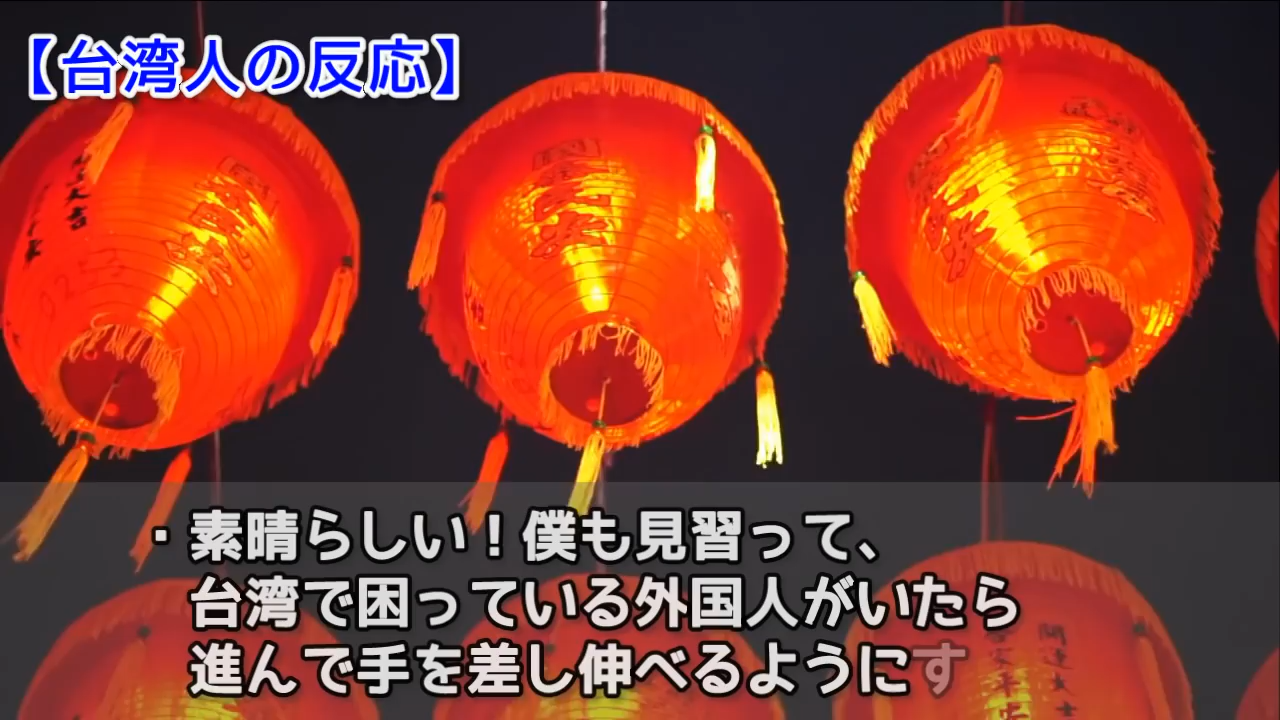 【台湾人の反応】
・素晴らしい！僕も見習って、
台湾で困っている外国人がいたら
進んで手を差し伸べるようにす